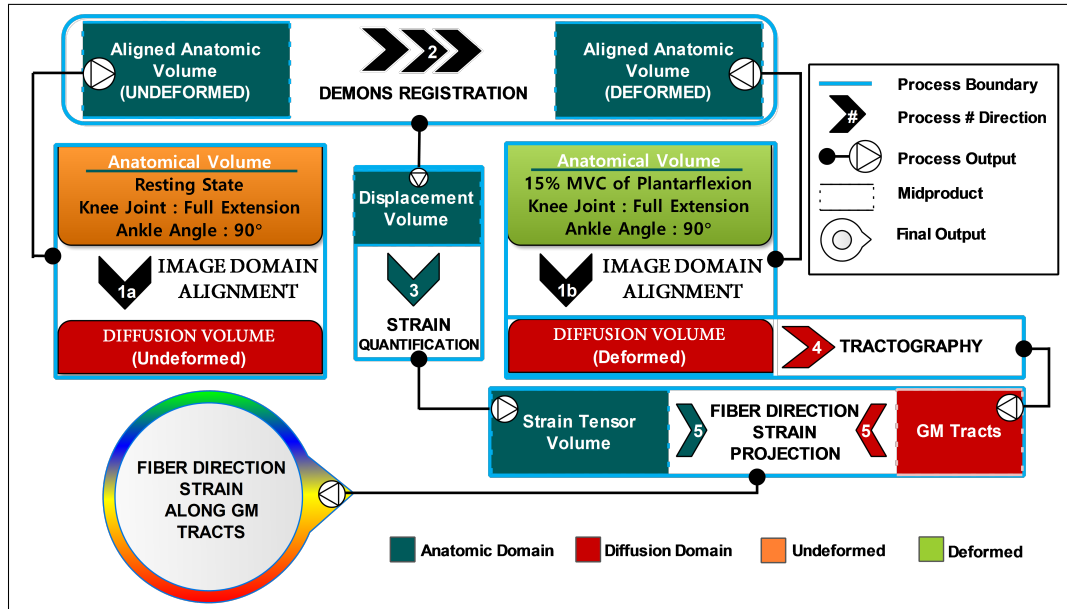 Aligned Anatomic
Volume
(UNDEFORMED)
2
DEMONS REGISTRATION
Aligned Anatomic
Volume
(DEFORMED)
Process Boundary
#
Process # Direction
Process Output
Midproduct
Final Output
Anatomical Volume
Resting State
Knee Joint : Full Extension
Ankle Angle : 90°
1a
IMAGE DOMAIN
ALIGNMENT
DIFFUSION VOLUME
(Undeformed)
Displacement
Volume
3
STRAIN
QUANTIFICATION
Anatomical Volume
15% MVC of Plantarflexion
Knee Joint : Full Extension
Ankle Angle : 90°
1b
IMAGE DOMAIN
ALIGNMENT
DIFFUSION VOLUME
(Deformed)
4
TRACTOGRAPHY
Strain Tensor
Volume
5
FIBER DIRECTION
STRAIN
PROJECTION
5
GM Tracts
FIBER DIRECTION
STRAIN
ALONG GM
TRACTS
Anatomic Domain
Diffusion Domain
Undeformed
Deformed